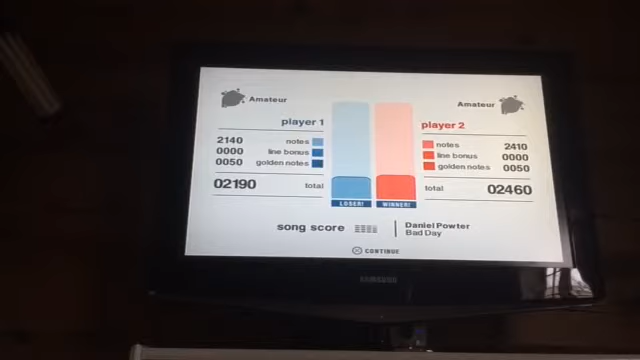 Amateur
Amateur
player 1
player 2
2140 notes
0000 line bonus
0050 golden notes
02190 total
notes 2410
line bonus 0000
golden notes 0050
total 02460
LOSER!
WINNER!
song score
Daniel Powter
Bad Day
CONTINUE
SAMSUNG